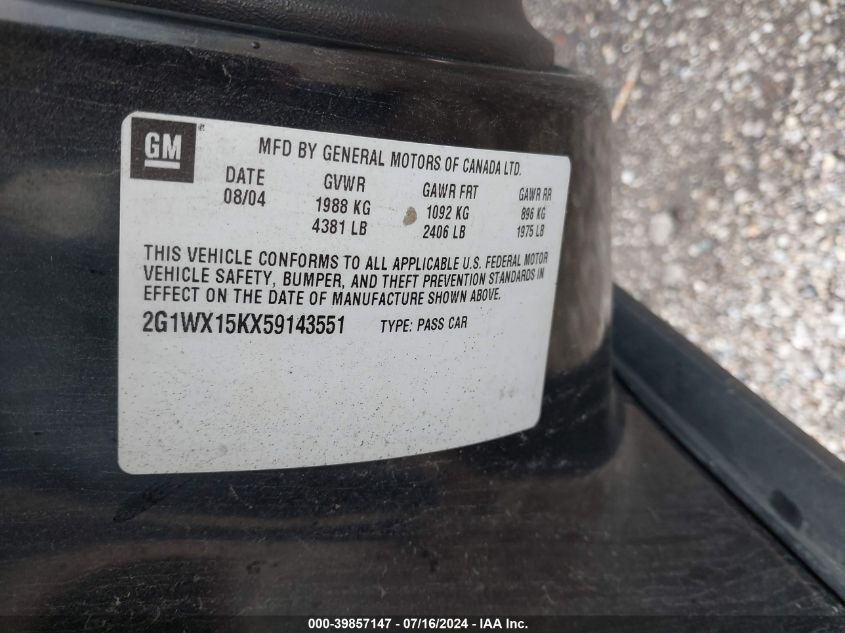 GM ®
MFD BY GENERAL MOTORS OF CANADA LTD.
DATE GVWR GAWR FRT GAWR RR
08/04 1988 KG 1092 KG 896 KG
4381 LB 2406 LB 1975 LB
THIS VEHICLE CONFORMS TO ALL APPLICABLE U.S. FEDERAL MOTOR
VEHICLE SAFETY, BUMPER, AND THEFT PREVENTION STANDARDS IN
EFFECT ON THE DATE OF MANUFACTURE SHOWN ABOVE.
2G1WX15KX59143551 TYPE: PASS CAR
000-39857147 - 07/16/2024 - IAA Inc.